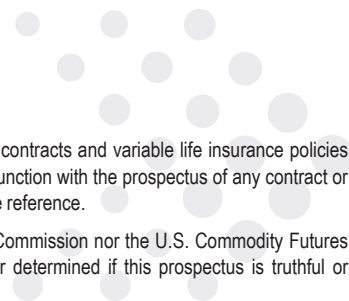 contracts and variable life insurance policies
function with the prospectus of any contract or
reference.
Commission nor the U.S. Commodity Futures
determined if this prospectus is truthful or